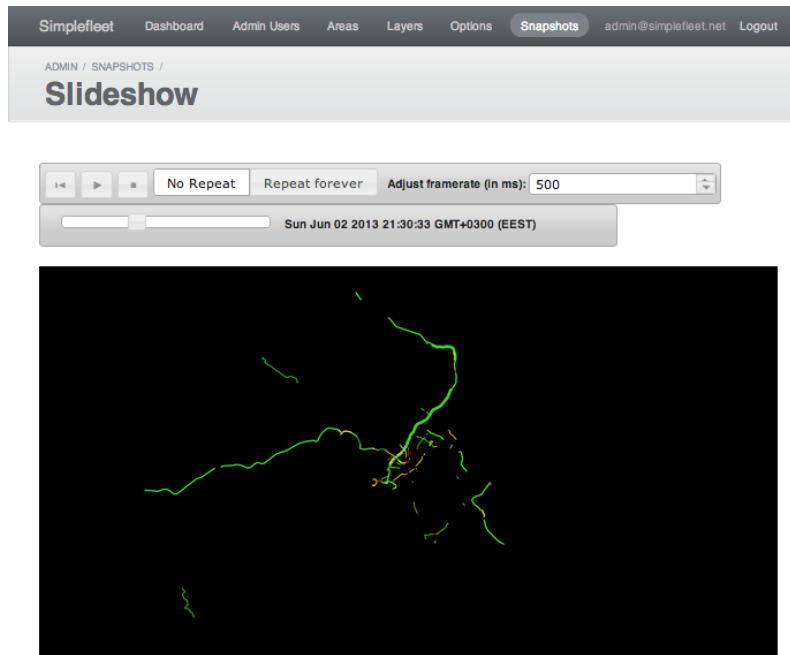 Simplefleet Dashboard Admin Users Areas Layers Options Snapshots admin@simplefleet.net Logout
ADMIN / SNAPSHOTS /
Slideshow
No Repeat Repeat forever Adjust framerate (in ms): 500
Sun Jun 02 2013 21:30:33 GMT+0300 (EEST)